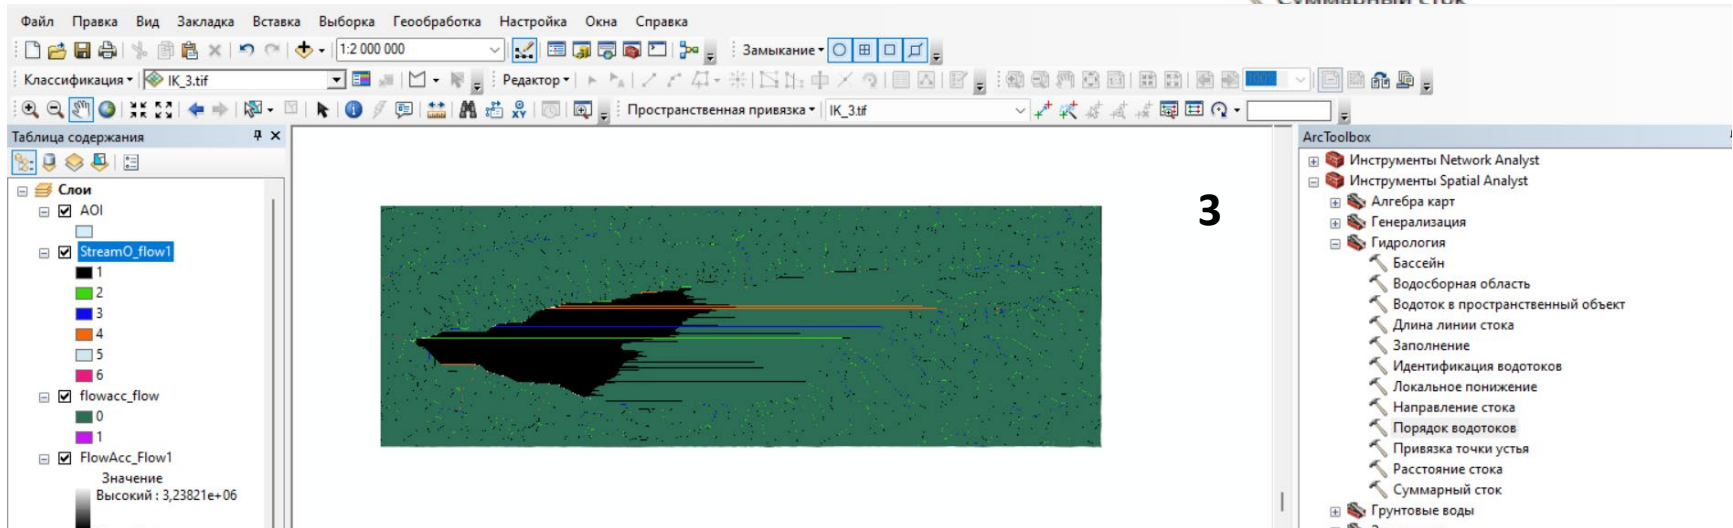 Суммарный сток
Файл Правка Вид Закладка Вставка Выборка Геообработка Настройка Окна Справка
1:2 000 000 Замыкание
Классификация IK_3.tif Редактор 100%
Пространственная привязка IK_3.tif
Таблица содержания
Слои
AOI
StreamO_flow1
1
2
3
4
5
6
flowacc_flow
0
1
FlowAcc_Flow1
Значение
Высокий : 3,23821e+06
3
ArcToolbox
Инструменты Network Analyst
Инструменты Spatial Analyst
Алгебра карт
Генерализация
Гидрология
Бассейн
Водосборная область
Водоток в пространственный объект
Длина линии стока
Заполнение
Идентификация водотоков
Локальное понижение
Направление стока
Порядок водотоков
Привязка точки устья
Расстояние стока
Суммарный сток
Грунтовые воды